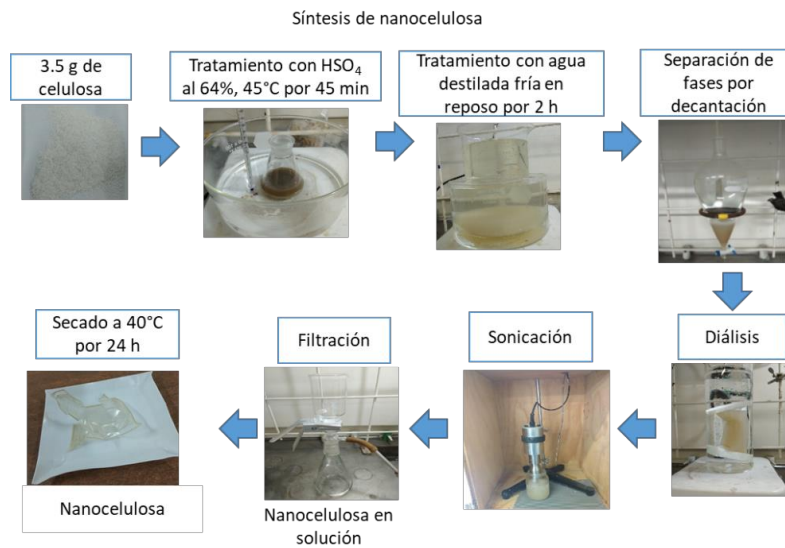 Síntesis de nanocelulosa
3.5 g de
celulosa
Tratamiento con HSO4
al 64%, 45°C por 45 min
Tratamiento con agua
destilada fría en
reposo por 2 h
Separación de
fases por
decantación
Diálisis
Sonicación
Filtración
Nanocelulosa en
solución
Secado a 40°C
por 24 h
Nanocelulosa